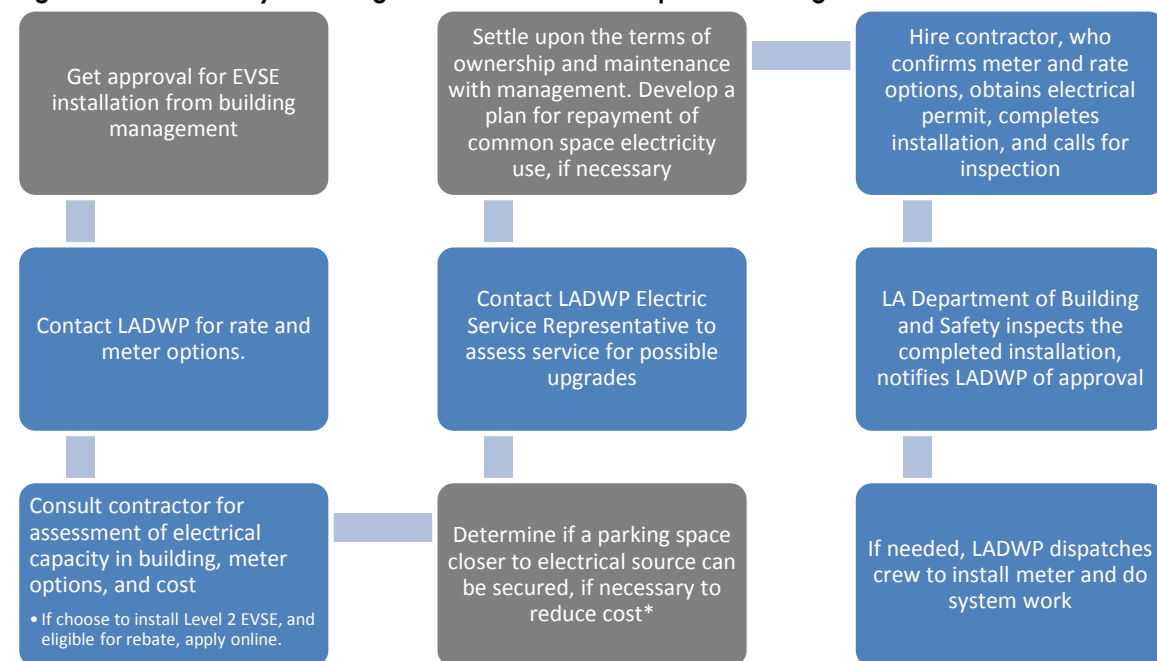 Get approval for EVSE
installation from building
management
Contact LADWP for rate and
meter options.
Consult contractor for
assessment of electrical
capacity in building, meter
options, and cost
• If choose to install Level 2 EVSE, and
eligible for rebate, apply online.
Determine if a parking space
closer to electrical source can
be secured, if necessary to
reduce cost*
Contact LADWP Electric
Service Representative to
assess service for possible
upgrades
Settle upon the terms of
ownership and maintenance
with management. Develop a
plan for repayment of
common space electricity
use, if necessary
Hire contractor, who
confirms meter and rate
options, obtains electrical
permit, completes
installation, and calls for
inspection
LA Department of Building
and Safety inspects the
completed installation,
notifies LADWP of approval
If needed, LADWP dispatches
crew to install meter and do
system work